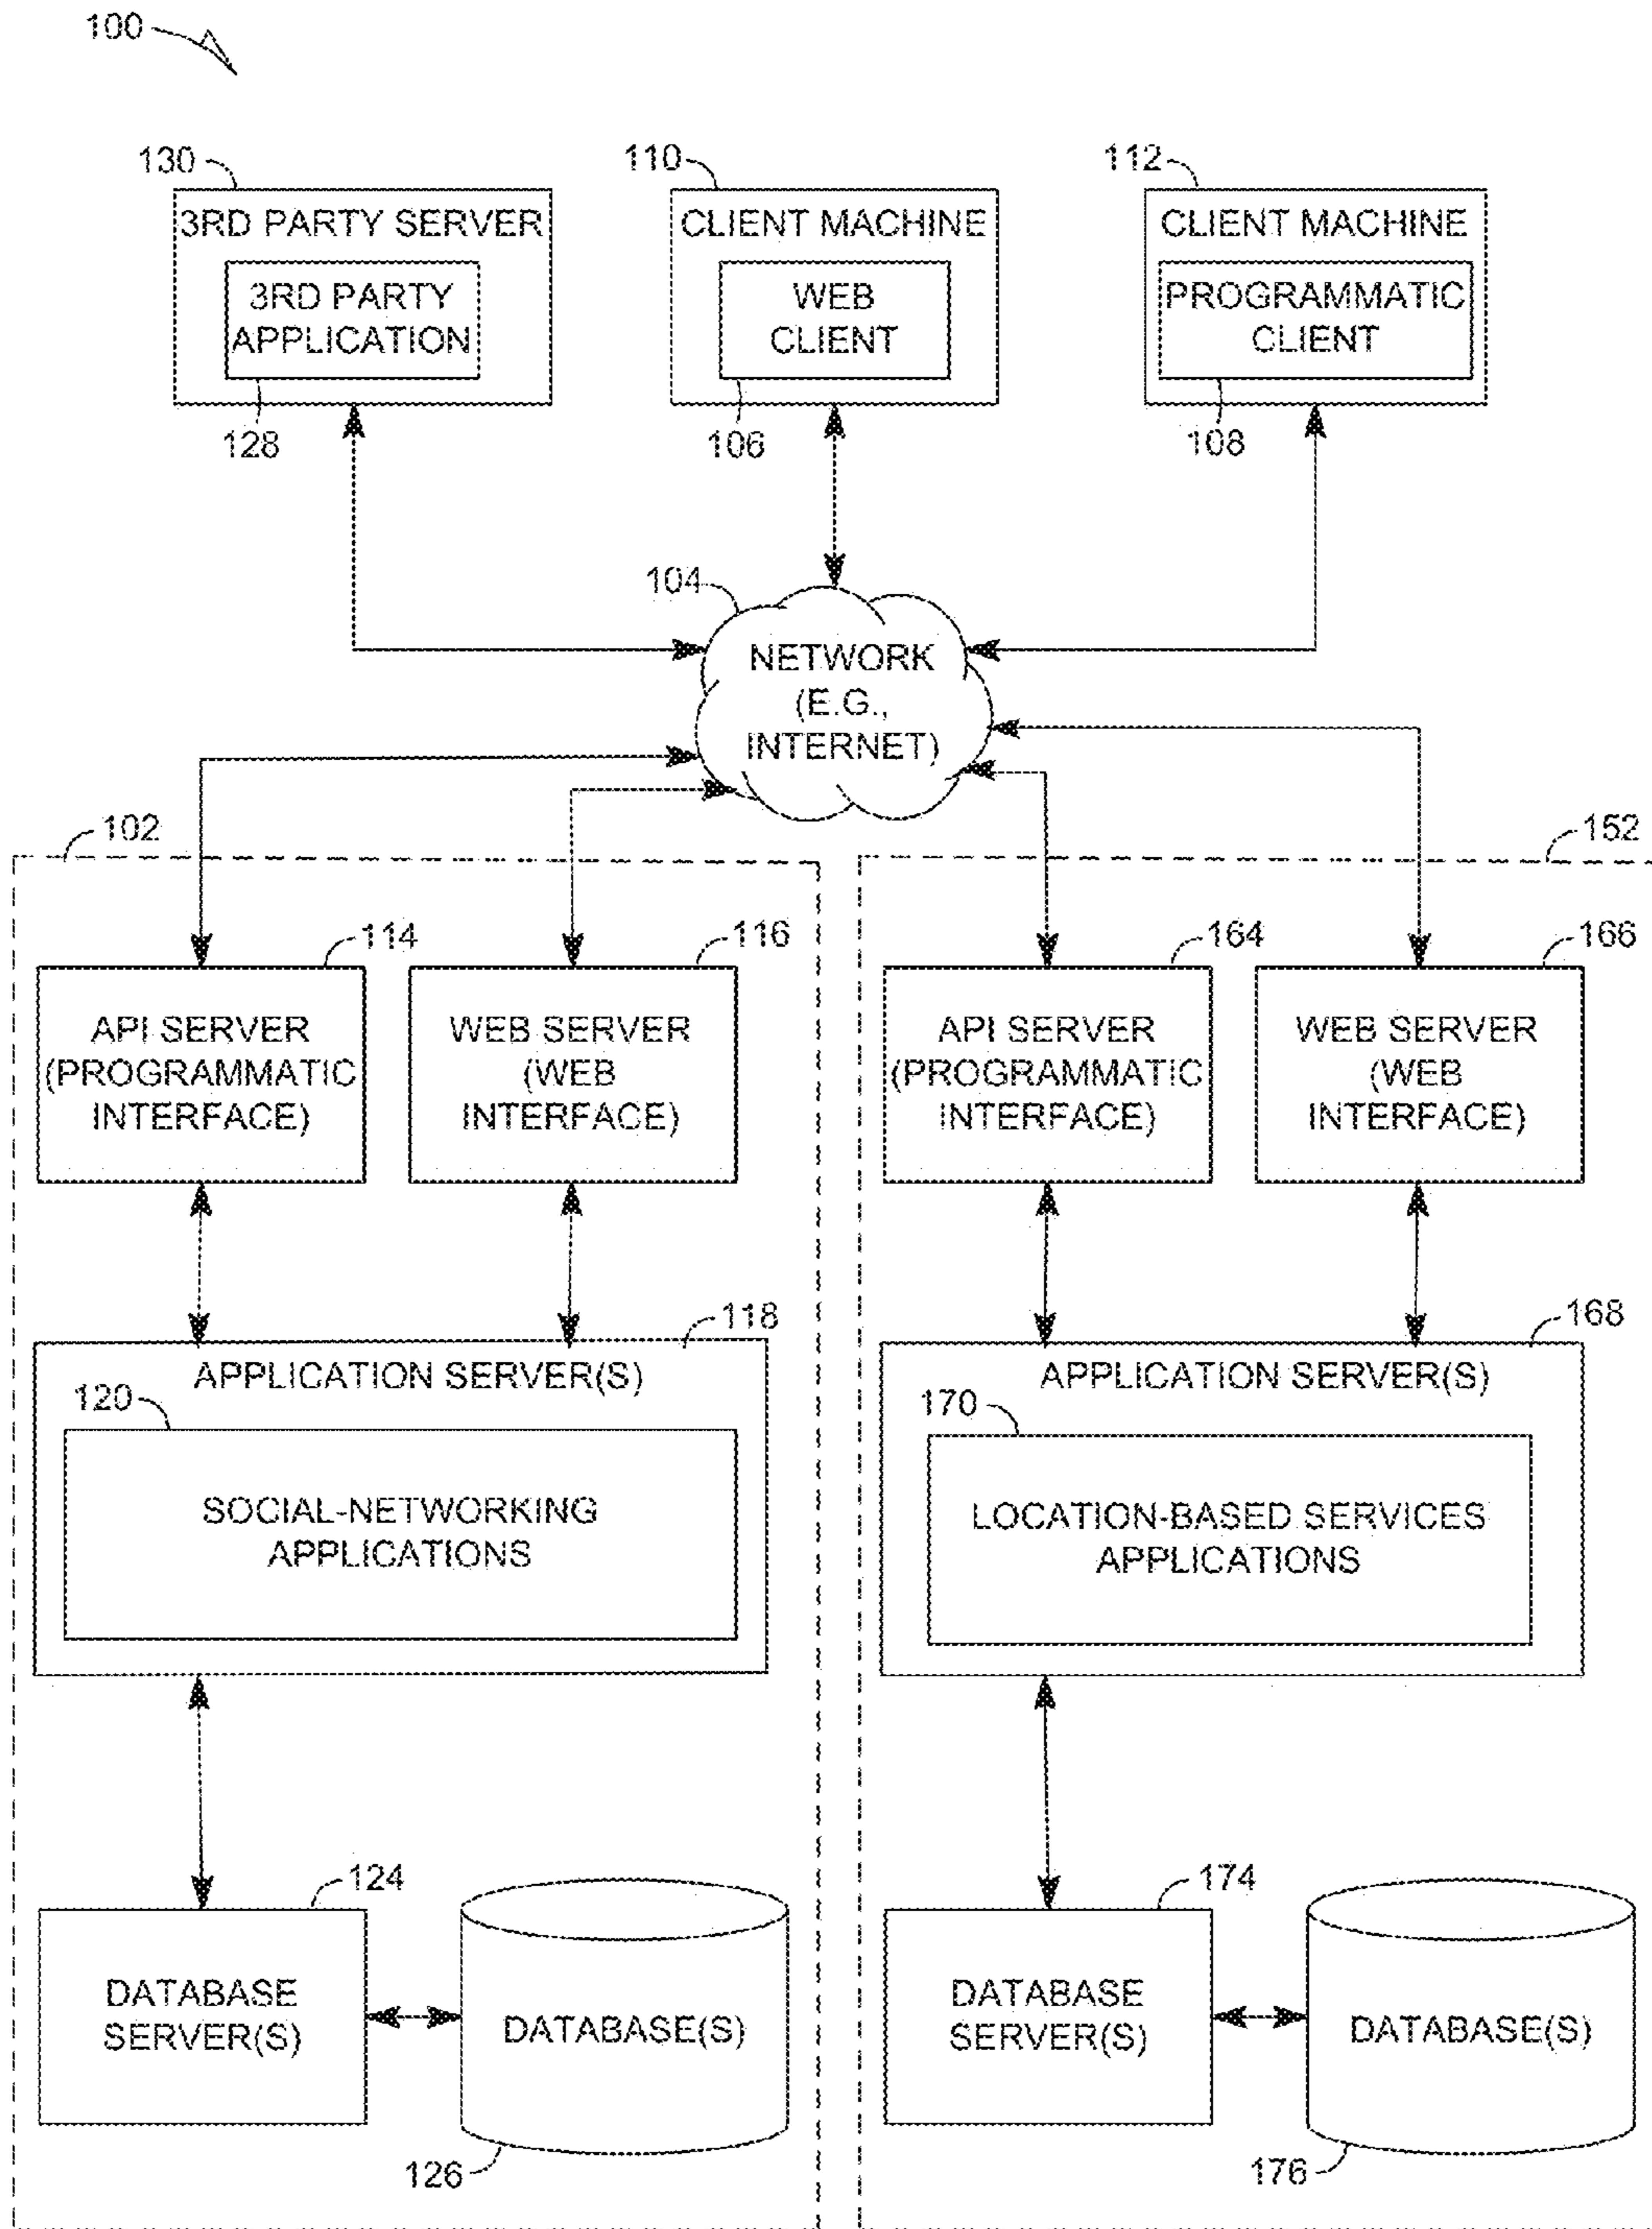 100
130
110
112
3RD PARTY SERVER
CLIENT MACHINE
CLIENT MACHINE
3RD PARTY
APPLICATION
WEB
CLIENT
PROGRAMMATIC
CLIENT
128
106
108
104
NETWORK
(E.G.,
INTERNET)
102
152
114
116
164
166
API SERVER
(PROGRAMMATIC
INTERFACE)
WEB SERVER
(WEB
INTERFACE)
API SERVER
(PROGRAMMATIC
INTERFACE)
WEB SERVER
(WEB
INTERFACE)
118
168
APPLICATION SERVER(S)
APPLICATION SERVER(S)
120
170
SOCIAL-NETWORKING
APPLICATIONS
LOCATION-BASED SERVICES
APPLICATIONS
124
174
DATABASE
SERVER(S)
DATABASE(S)
DATABASE
SERVER(S)
DATABASE(S)
126
176